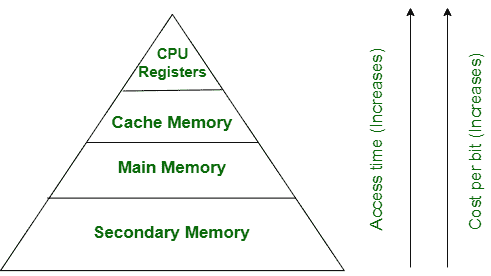 CPU
Registers
Cache Memory
Main Memory
Secondary Memory
Access time (Increases)
Cost per bit (Increases)